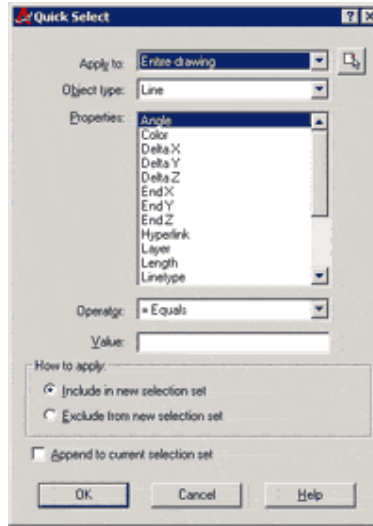 Quick Select
Apply to: Entire drawing
Object type: Line
Properties: Angle
Color
Delta X
Delta Y
Delta Z
End X
End Y
End Z
Hyperlink
Layer
Length
Linetype
Operator: = Equals
Value:
How to apply:
Include in new selection set
Exclude from new selection set
Append to current selection set
OK Cancel Help